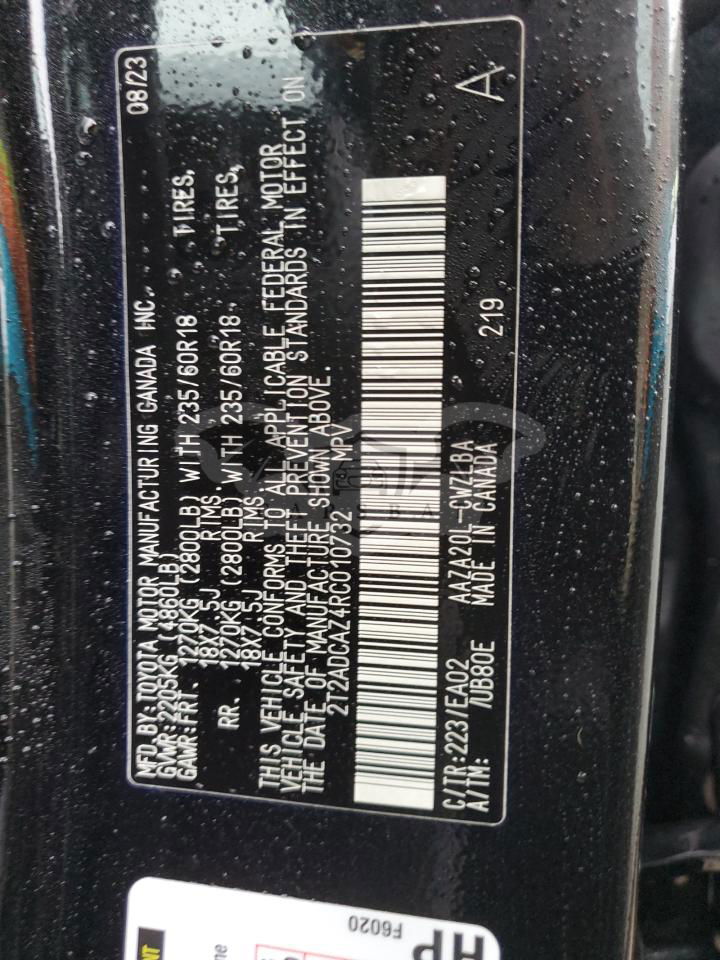 MFD.BY:TOYOTA MOTOR MANUFACTURING CANADA INC. 08/23
GVWR:2205KG (4860LB)
GAWR:FRT. 1270KG (2800LB) WITH 235/60R18 TIRES,
18X7.5J RIMS.
RR. 1270KG (2800LB) WITH 235/60R18 TIRES,
18X7.5J RIMS.
THIS VEHICLE CONFORMS TO ALL APPLICABLE FEDERAL MOTOR
VEHICLE SAFETY AND THEFT PREVENTION STANDARDS IN EFFECT ON
THE DATE OF MANUFACTURE SHOWN ABOVE.
2T2ADCAZ4RC010732 MPV
C/TR:223/EA02 AAZA20L-CWZLBA 219 A
A/TM: /UB80E MADE IN CANADA
F6020